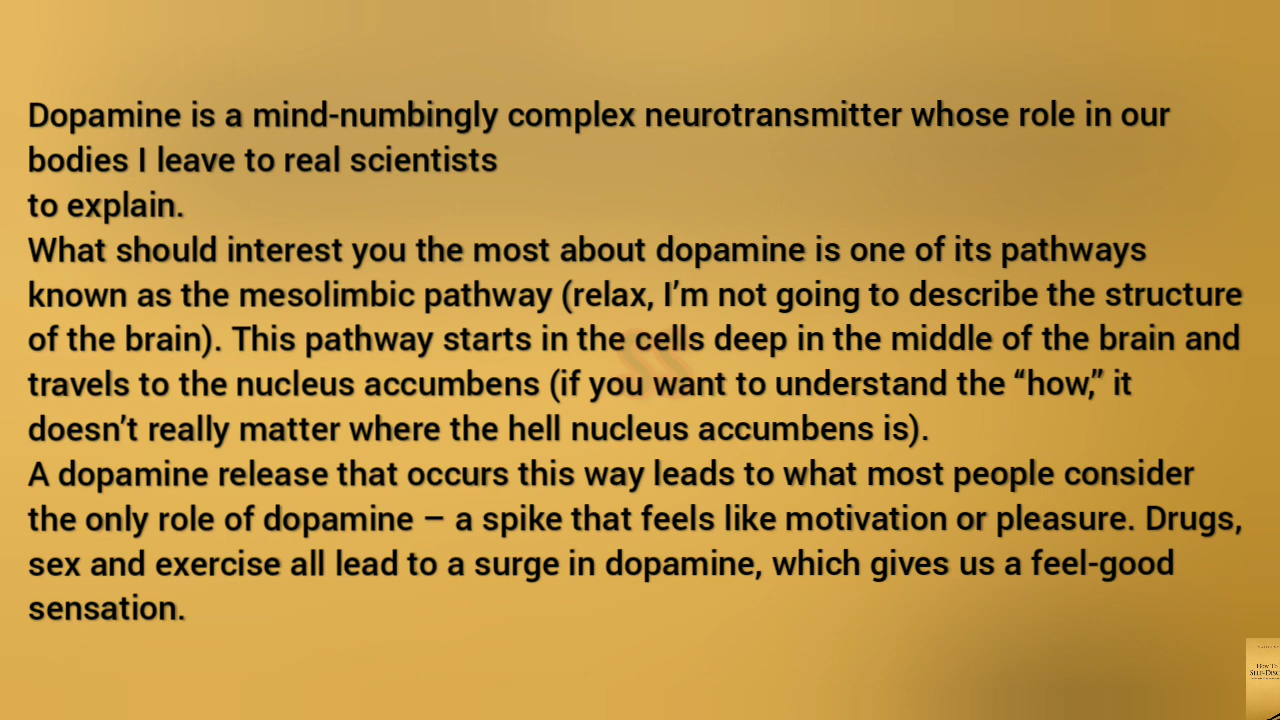 Dopamine is a mind-numbingly complex neurotransmitter whose role in our
bodies I leave to real scientists
to explain.
What should interest you the most about dopamine is one of its pathways
known as the mesolimbic pathway (relax, I’m not going to describe the structure
of the brain). This pathway starts in the cells deep in the middle of the brain and
travels to the nucleus accumbens (if you want to understand the “how,” it
doesn’t really matter where the hell nucleus accumbens is).
A dopamine release that occurs this way leads to what most people consider
the only role of dopamine – a spike that feels like motivation or pleasure. Drugs,
sex and exercise all lead to a surge in dopamine, which gives us a feel-good
sensation.
How To